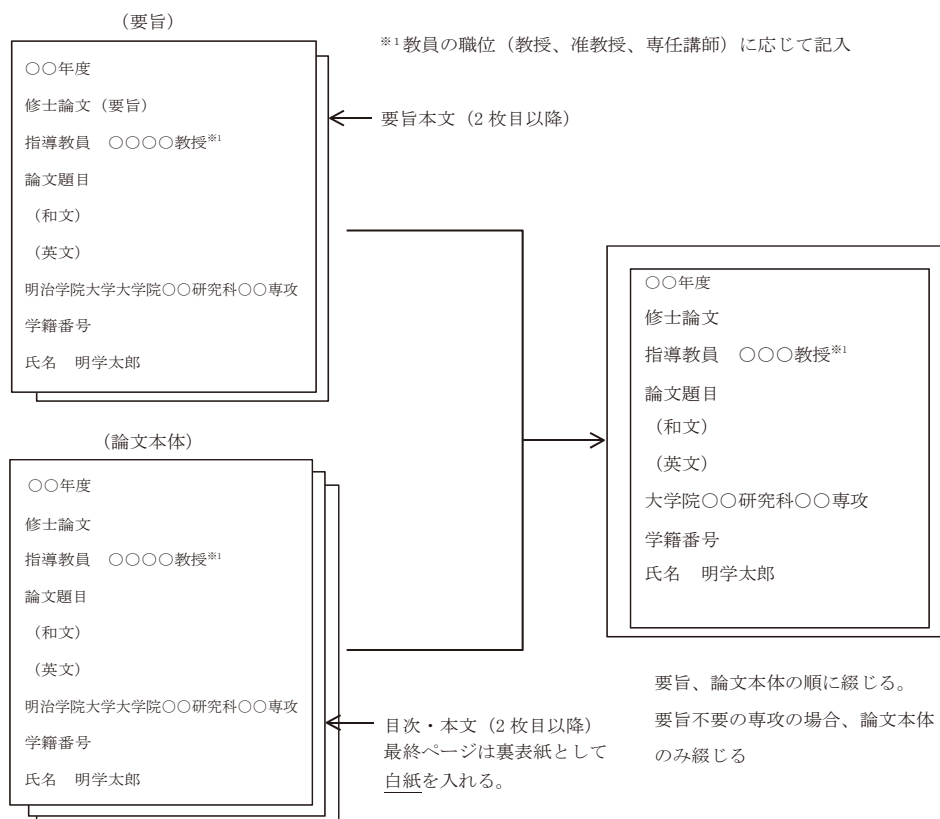 （要旨）
※1教員の職位（教授、准教授、専任講師）に応じて記入
○○年度
修士論文（要旨）
指導教員　○○○○教授※1
論文題目
（和文）
（英文）
明治学院大学大学院○○研究科○○専攻
学籍番号
氏名　明学太郎
要旨本文（2 枚目以降）
（論文本体）
○○年度
修士論文
指導教員　○○○○教授※1
論文題目
（和文）
（英文）
明治学院大学大学院○○研究科○○専攻
学籍番号
氏名　明学太郎
目次・本文（2 枚目以降）
最終ページは裏表紙として
白紙を入れる。
○○年度
修士論文
指導教員　○○○教授※1
論文題目
（和文）
（英文）
大学院○○研究科○○専攻
学籍番号
氏名　明学太郎
要旨、論文本体の順に綴じる。
要旨不要の専攻の場合、論文本体
のみ綴じる